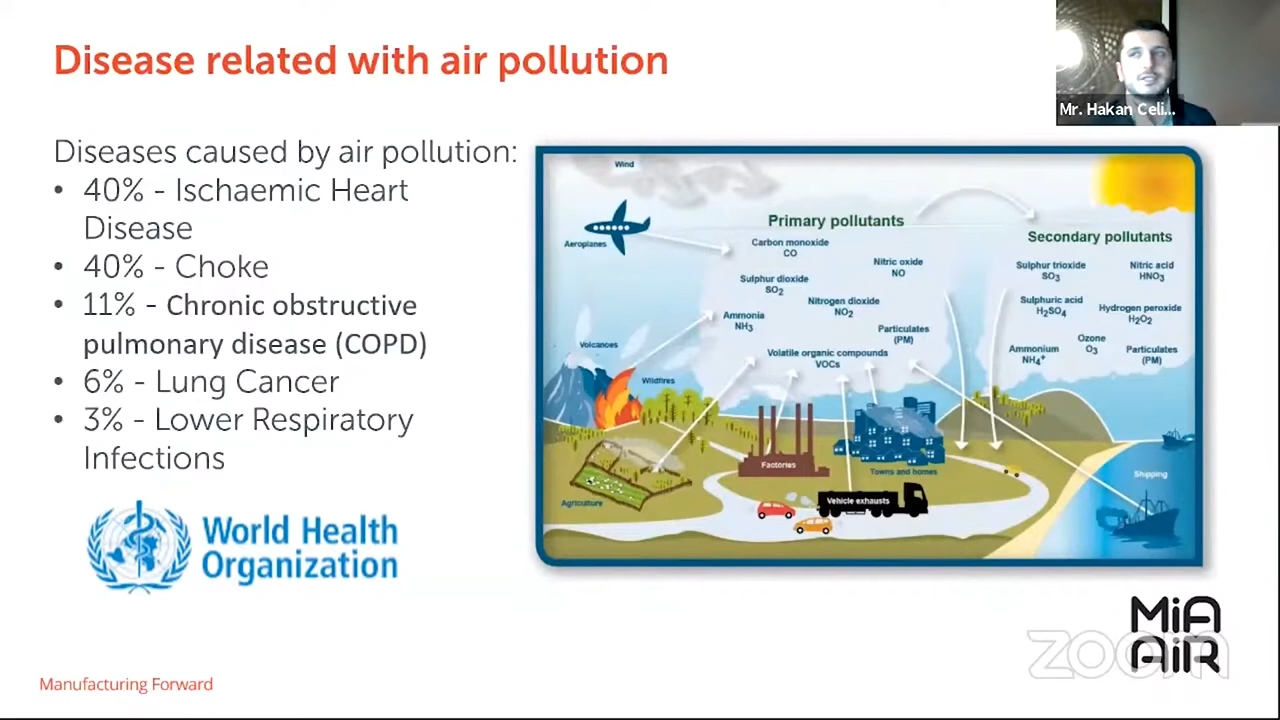 Disease related with air pollution
Mr. Hakan Celi...
Diseases caused by air pollution:
• 40% - Ischaemic Heart
Disease
• 40% - Choke
• 11% - Chronic obstructive
pulmonary disease (COPD)
• 6% - Lung Cancer
• 3% - Lower Respiratory
Infections
World Health
Organization
Wind
Aeroplanes
Primary pollutants
Carbon monoxide
CO
Nitric oxide
NO
Sulphur dioxide
SO2
Nitrogen dioxide
NO2
Ammonia
NH3
Particulates
(PM)
Volatile organic compounds
VOCs
Secondary pollutants
Sulphur trioxide
SO3
Nitric acid
HNO3
Sulphuric acid
H2SO4
Hydrogen peroxide
H2O2
Ozone
O3
Ammonium
NH4+
Particulates
(PM)
Volcanoes
Wildfires
Agriculture
Factories
Towns and homes
Vehicle exhausts
Shipping
MiA
AiR
zoom
Manufacturing Forward